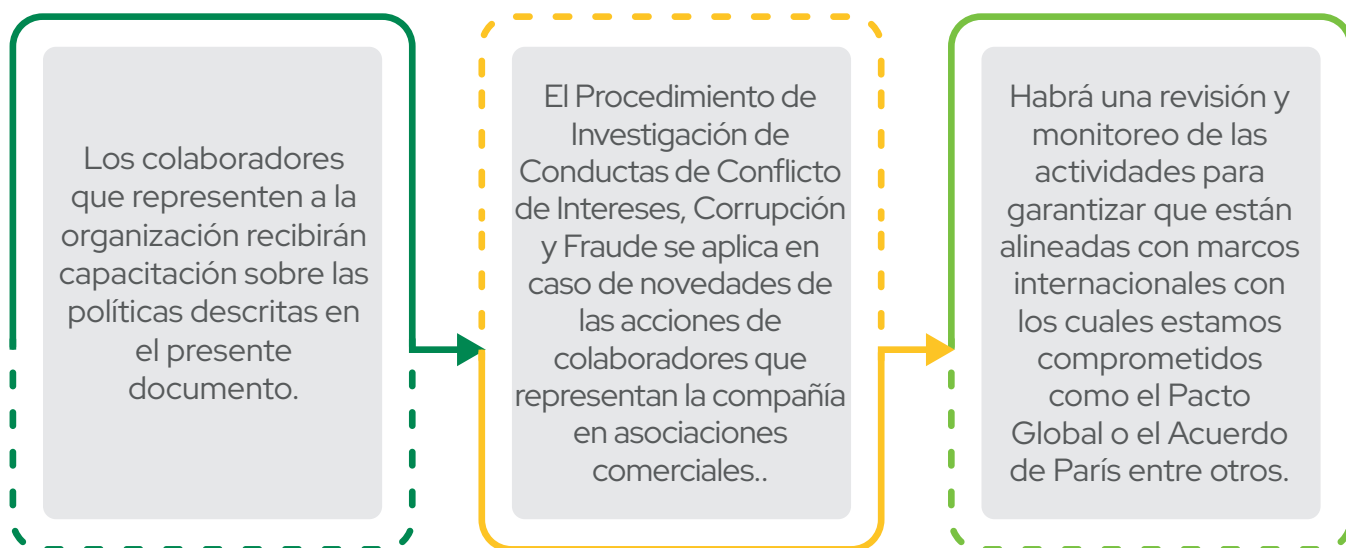 Los colaboradores
que representen a la
organización recibirán
capacitación sobre las
políticas descritas en
el presente
documento.
El Procedimiento de
Investigación de
Conductas de Conflicto
de Intereses, Corrupción
y Fraude se aplica en
caso de novedades de
las acciones de
colaboradores que
representan la compañía
en asociaciones
comerciales..
Habrá una revisión y
monitoreo de las
actividades para
garantizar que están
alineadas con marcos
internacionales con
los cuales estamos
comprometidos
como el Pacto
Global o el Acuerdo
de París entre otros.